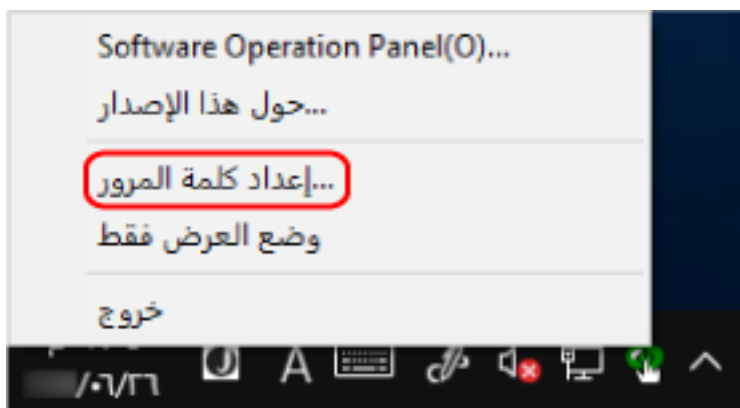 Software Operation Panel(O)...
حول هذا الإصدار...
إعداد كلمة المرور...
وضع العرض فقط
خروج
A
/٠٦/٢٦